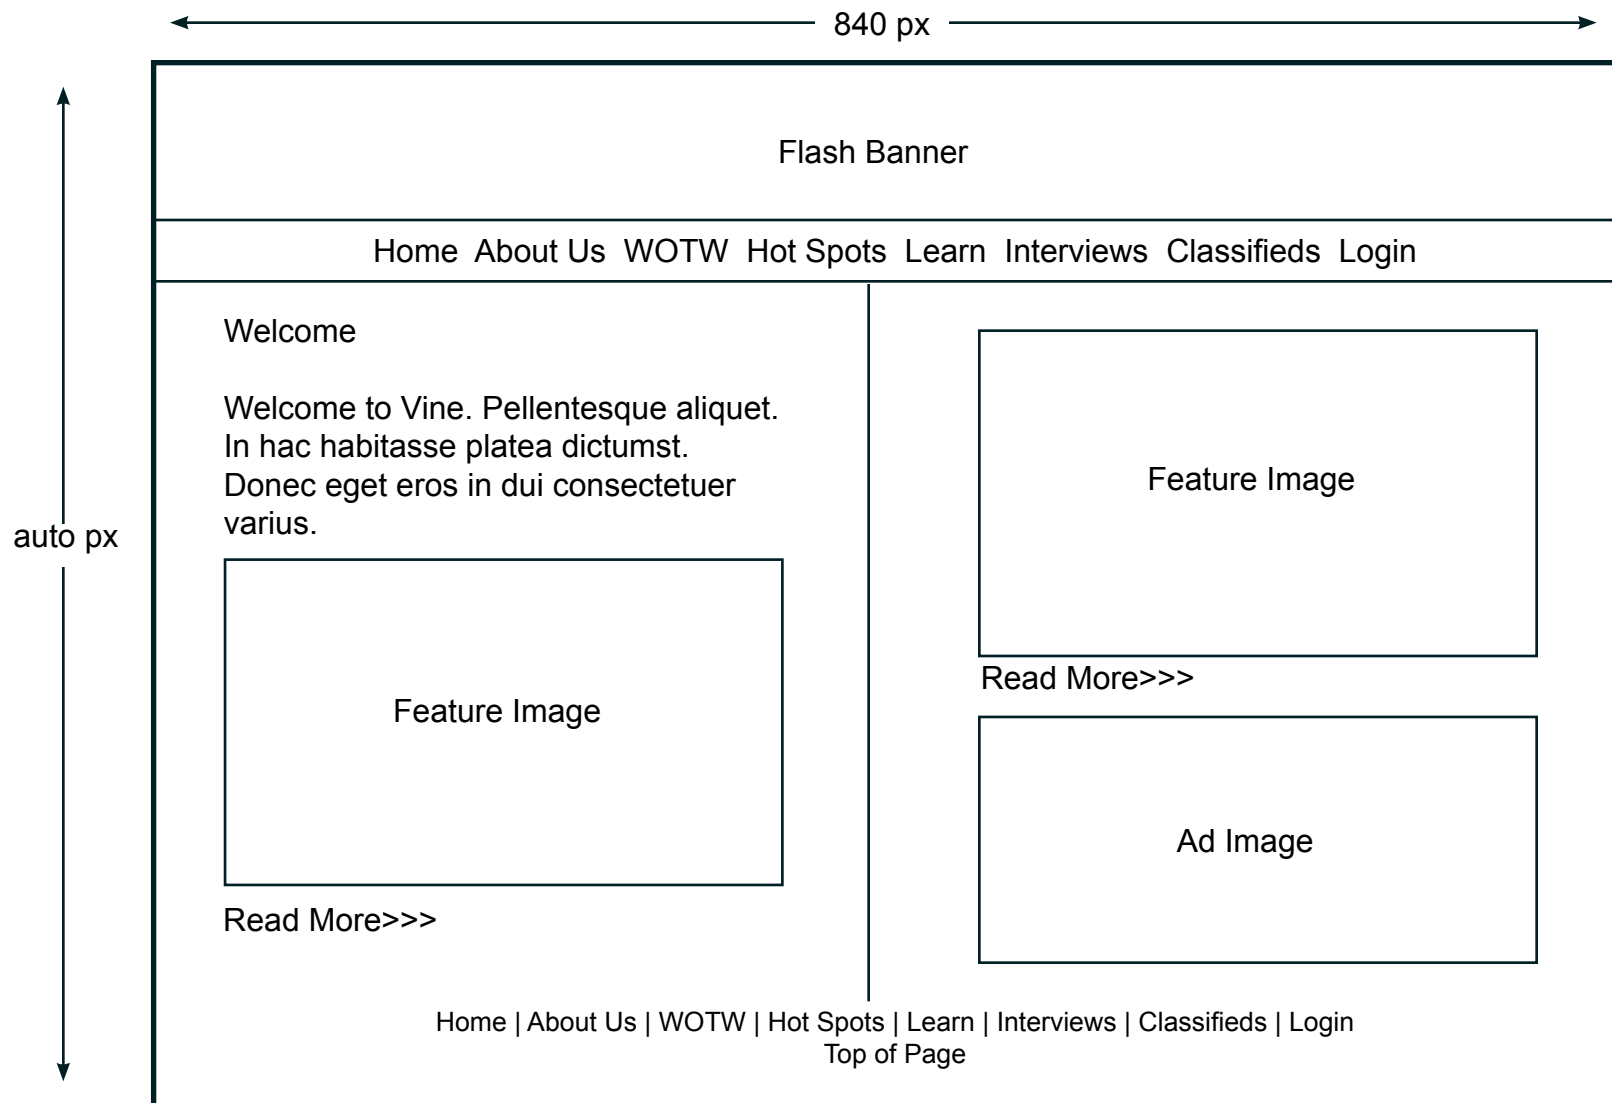 840 px
Flash Banner
Home About Us WOTW Hot Spots Learn Interviews Classifieds Login
Welcome
Welcome to Vine. Pellentesque aliquet.
In hac habitasse platea dictumst.
Donec eget eros in dui consectetuer
varius.
auto px
Feature Image
Read More>>>
Feature Image
Read More>>>
Ad Image
Home | About Us | WOTW | Hot Spots | Learn | Interviews | Classifieds | Login
Top of Page